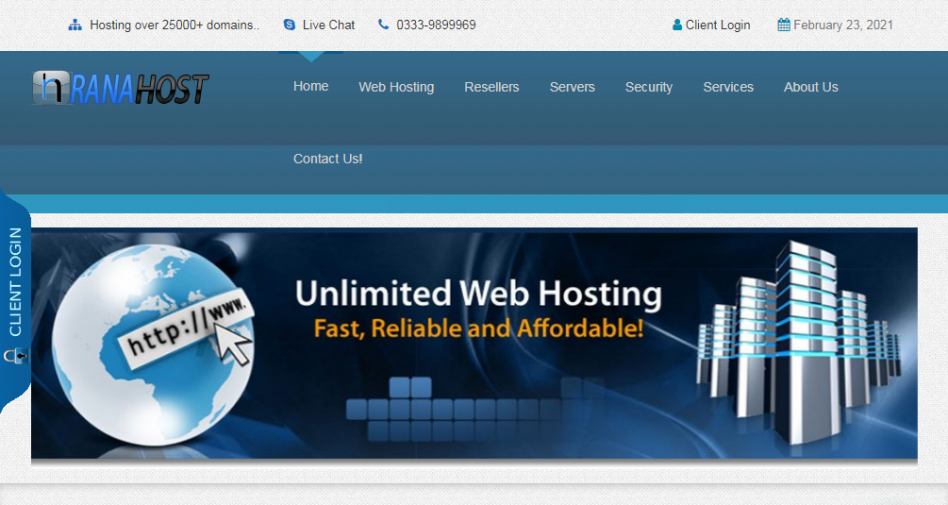 Hosting over 25000+ domains..
Live Chat
0333-9899969
Client Login
February 23, 2021
RANAHOST
Home
Web Hosting
Resellers
Servers
Security
Services
About Us
Contact Us!
CLIENT LOGIN
http://www.
Unlimited Web Hosting
Fast, Reliable and Affordable!